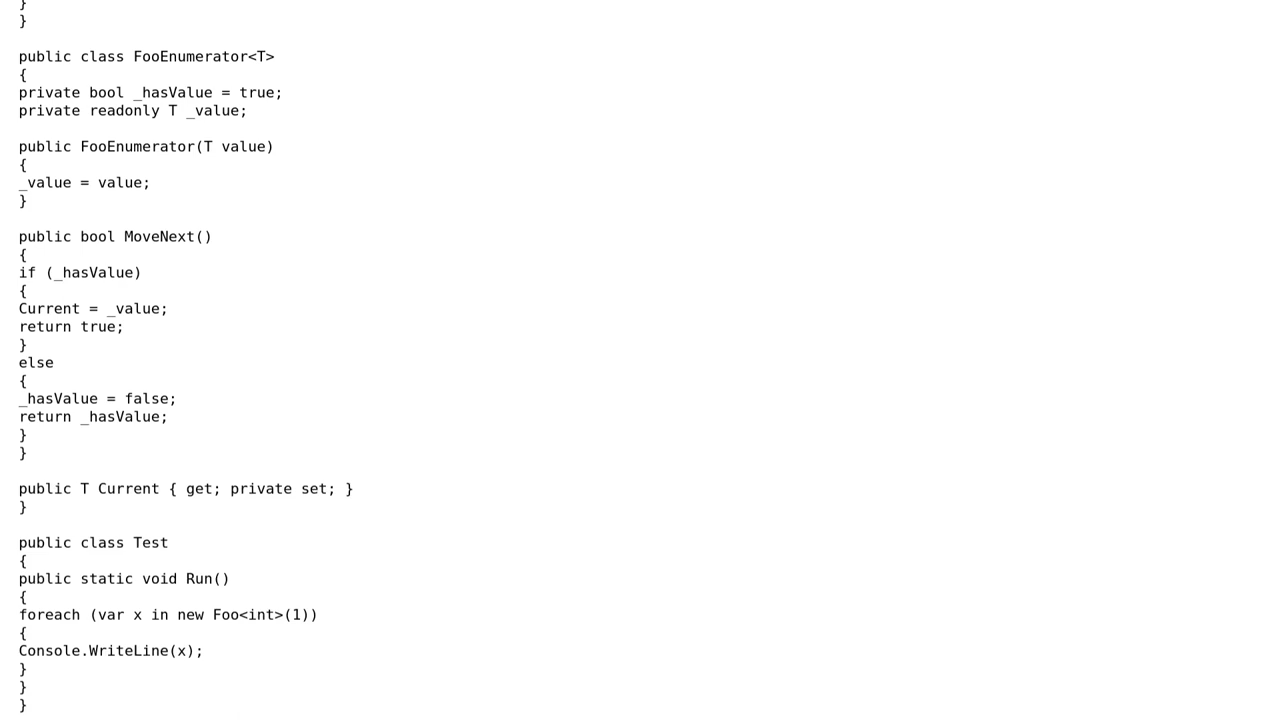 }
}
public class FooEnumerator<T>
{
private bool _hasValue = true;
private readonly T _value;
public FooEnumerator(T value)
{
_value = value;
}
public bool MoveNext()
{
if (_hasValue)
{
Current = _value;
return true;
}
else
{
_hasValue = false;
return _hasValue;
}
}
public T Current { get; private set; }
}
public class Test
{
public static void Run()
{
foreach (var x in new Foo<int>(1))
{
Console.WriteLine(x);
}
}
}